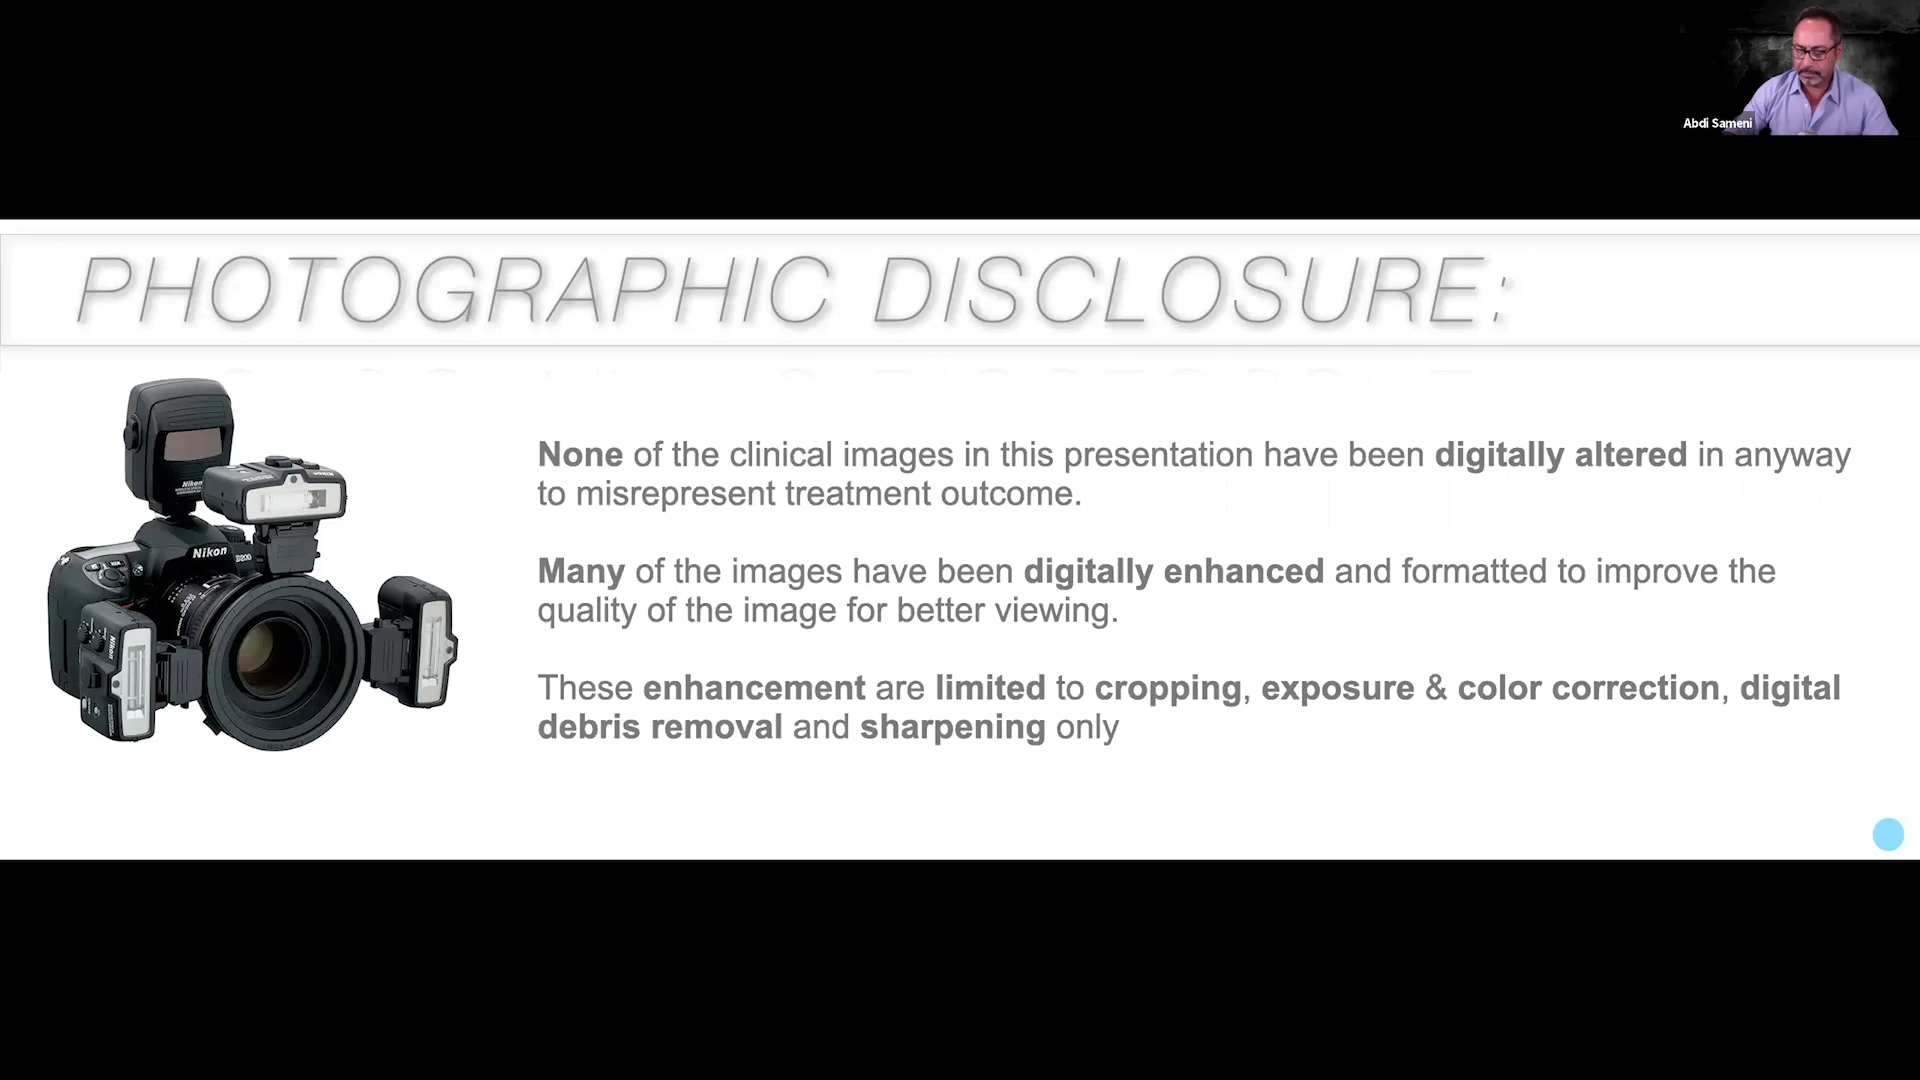 Abdi Sameni
PHOTOGRAPHIC DISCLOSURE:
None of the clinical images in this presentation have been digitally altered in anyway
to misrepresent treatment outcome.
Many of the images have been digitally enhanced and formatted to improve the
quality of the image for better viewing.
These enhancement are limited to cropping, exposure & color correction, digital
debris removal and sharpening only
Nikon
Nikon
Nikon
D200